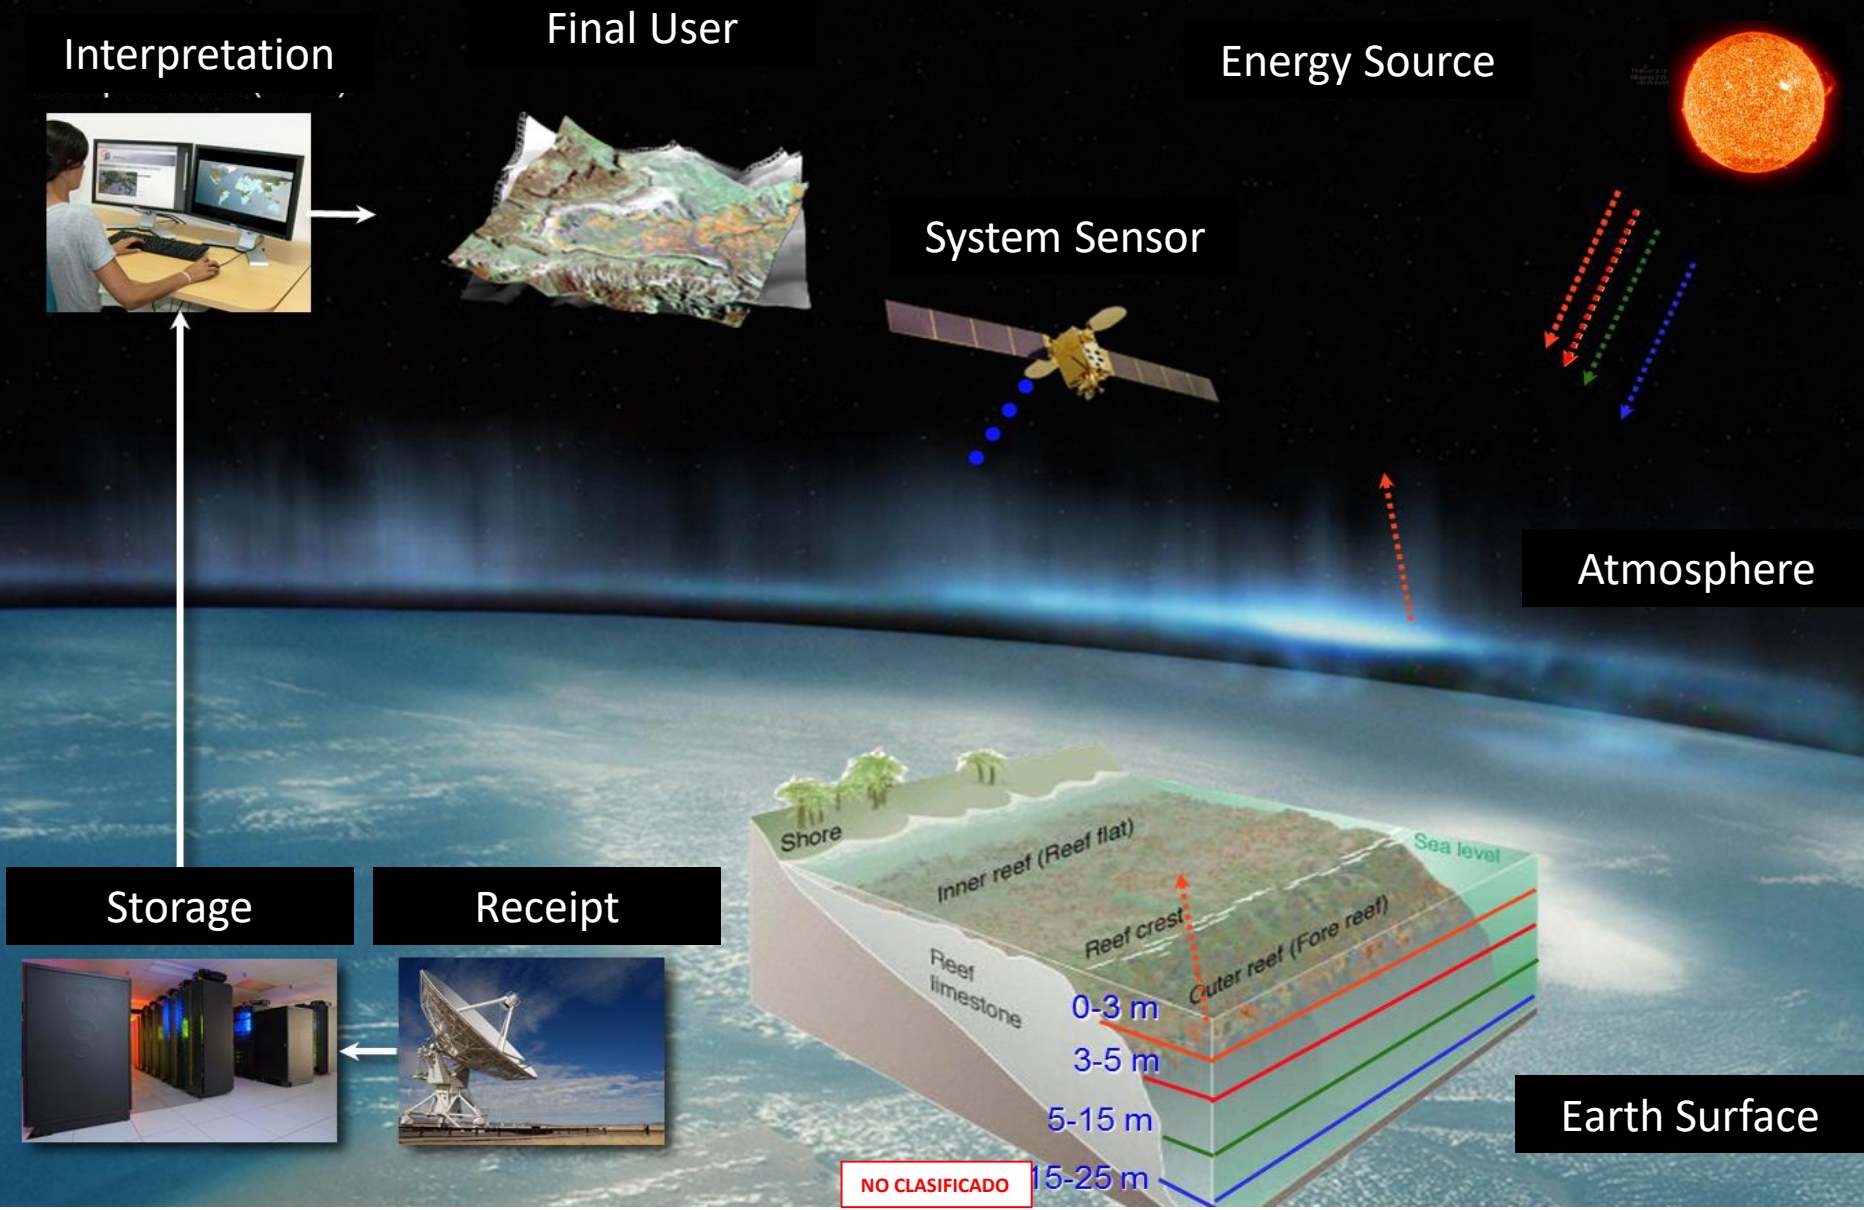 Final User
Interpretation
Energy Source
System Sensor
Atmosphere
Shore
Inner reef (Reef flat)
Sea level
Storage
Receipt
Reef crest
Outer reef (Fore reef)
Reef
limestone
0-3 m
3-5 m
5-15 m
Earth Surface
15-25 m
NO CLASIFICADO